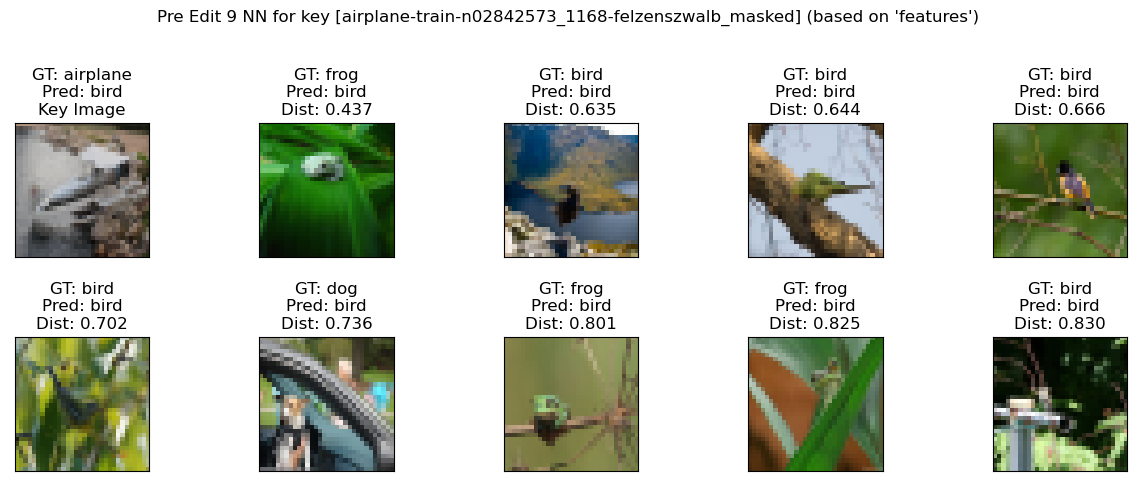 Pre Edit 9 NN for key [airplane-train-n02842573_1168-felzenszwalb_masked] (based on 'features')
GT: airplane
Pred: bird
Key Image
GT: frog
Pred: bird
Dist: 0.437
GT: bird
Pred: bird
Dist: 0.635
GT: bird
Pred: bird
Dist: 0.644
GT: bird
Pred: bird
Dist: 0.666
GT: bird
Pred: bird
Dist: 0.702
GT: dog
Pred: bird
Dist: 0.736
GT: frog
Pred: bird
Dist: 0.801
GT: frog
Pred: bird
Dist: 0.825
GT: bird
Pred: bird
Dist: 0.830